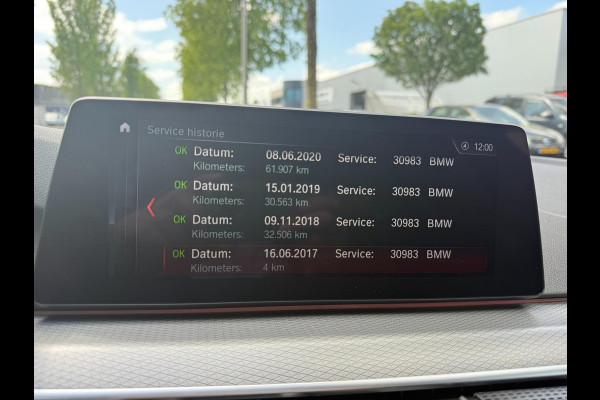 Service historie
12:00
OK Datum: 08.06.2020 Service: 30983 BMW
Kilometers: 61.907 km
OK Datum: 15.01.2019 Service: 30983 BMW
Kilometers: 30.563 km
OK Datum: 09.11.2018 Service: 30983 BMW
Kilometers: 32.506 km
OK Datum: 16.06.2017 Service: 30983 BMW
Kilometers: 4 km